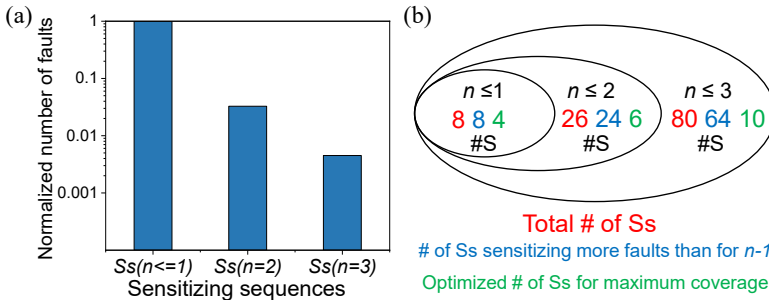 (a)
Normalized number of faults
1
0.1
0.01
0.001
Ss(n<=1) Ss(n=2) Ss(n=3)
Sensitizing sequences
(b)
n ≤1 n ≤ 2 n ≤ 3
8 8 4 26 24 6 80 64 10
#S #S #S
Total # of Ss
# of Ss sensitizing more faults than for n-1
Optimized # of Ss for maximum coverage